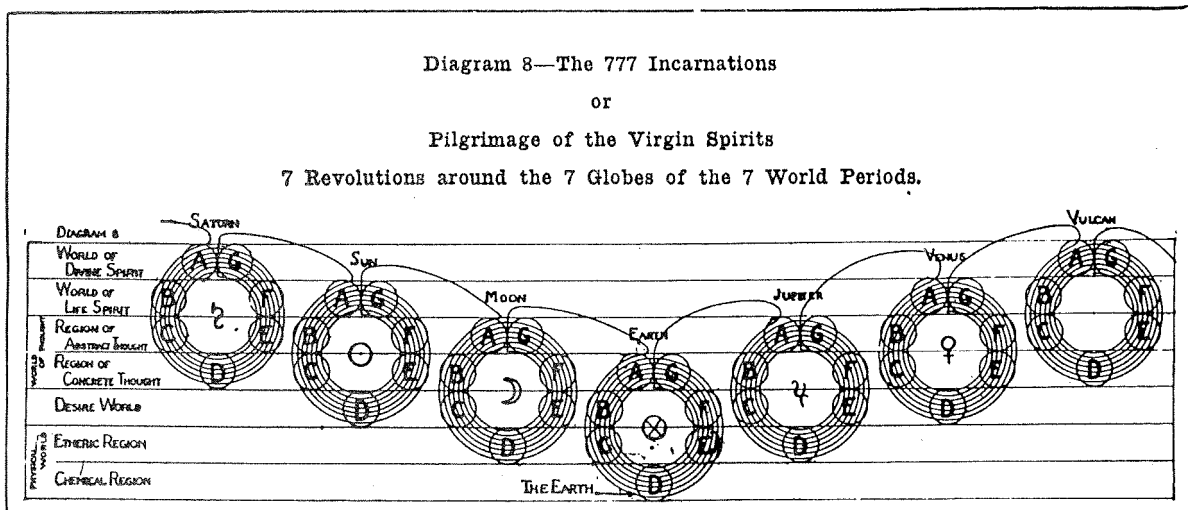 Diagram 8—The 777 Incarnations
or
Pilgrimage of the Virgin Spirits
7 Revolutions around the 7 Globes of the 7 World Periods.
DIAGRAM 8
SATURN
SUN
MOON
EARTH
JUPITER
VENUS
VULCAN
WORLD OF
DIVINE SPIRIT
WORLD OF
LIFE SPIRIT
WORLD OF THOUGHT
REGION OF
ABSTRACT THOUGHT
REGION OF
CONCRETE THOUGHT
DESIRE WORLD
PHYSICAL WORLD
ETHERIC REGION
CHEMICAL REGION
THE EARTH
A G
B F
C E
D
A G
B F
C E
D
A G
B F
C E
D
A G
B F
C E
D
A G
B F
C E
D
A G
B F
C E
D
A G
B F
C E
D